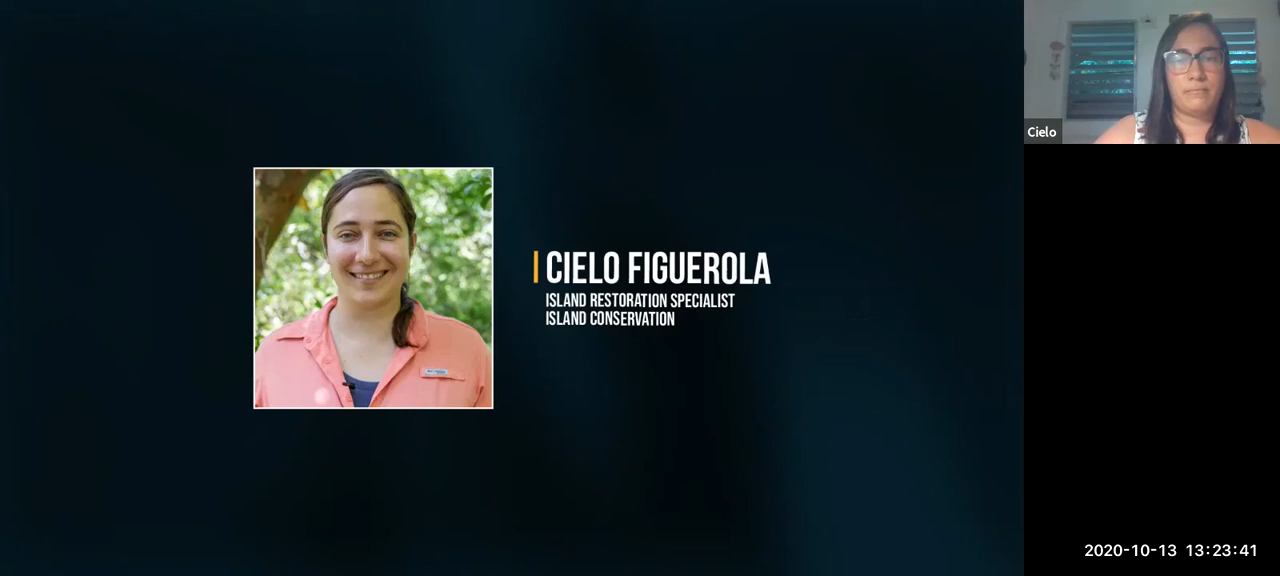 CIELO FIGUEROLA
ISLAND RESTORATION SPECIALIST
ISLAND CONSERVATION
Cielo
2020-10-13 13:23:41